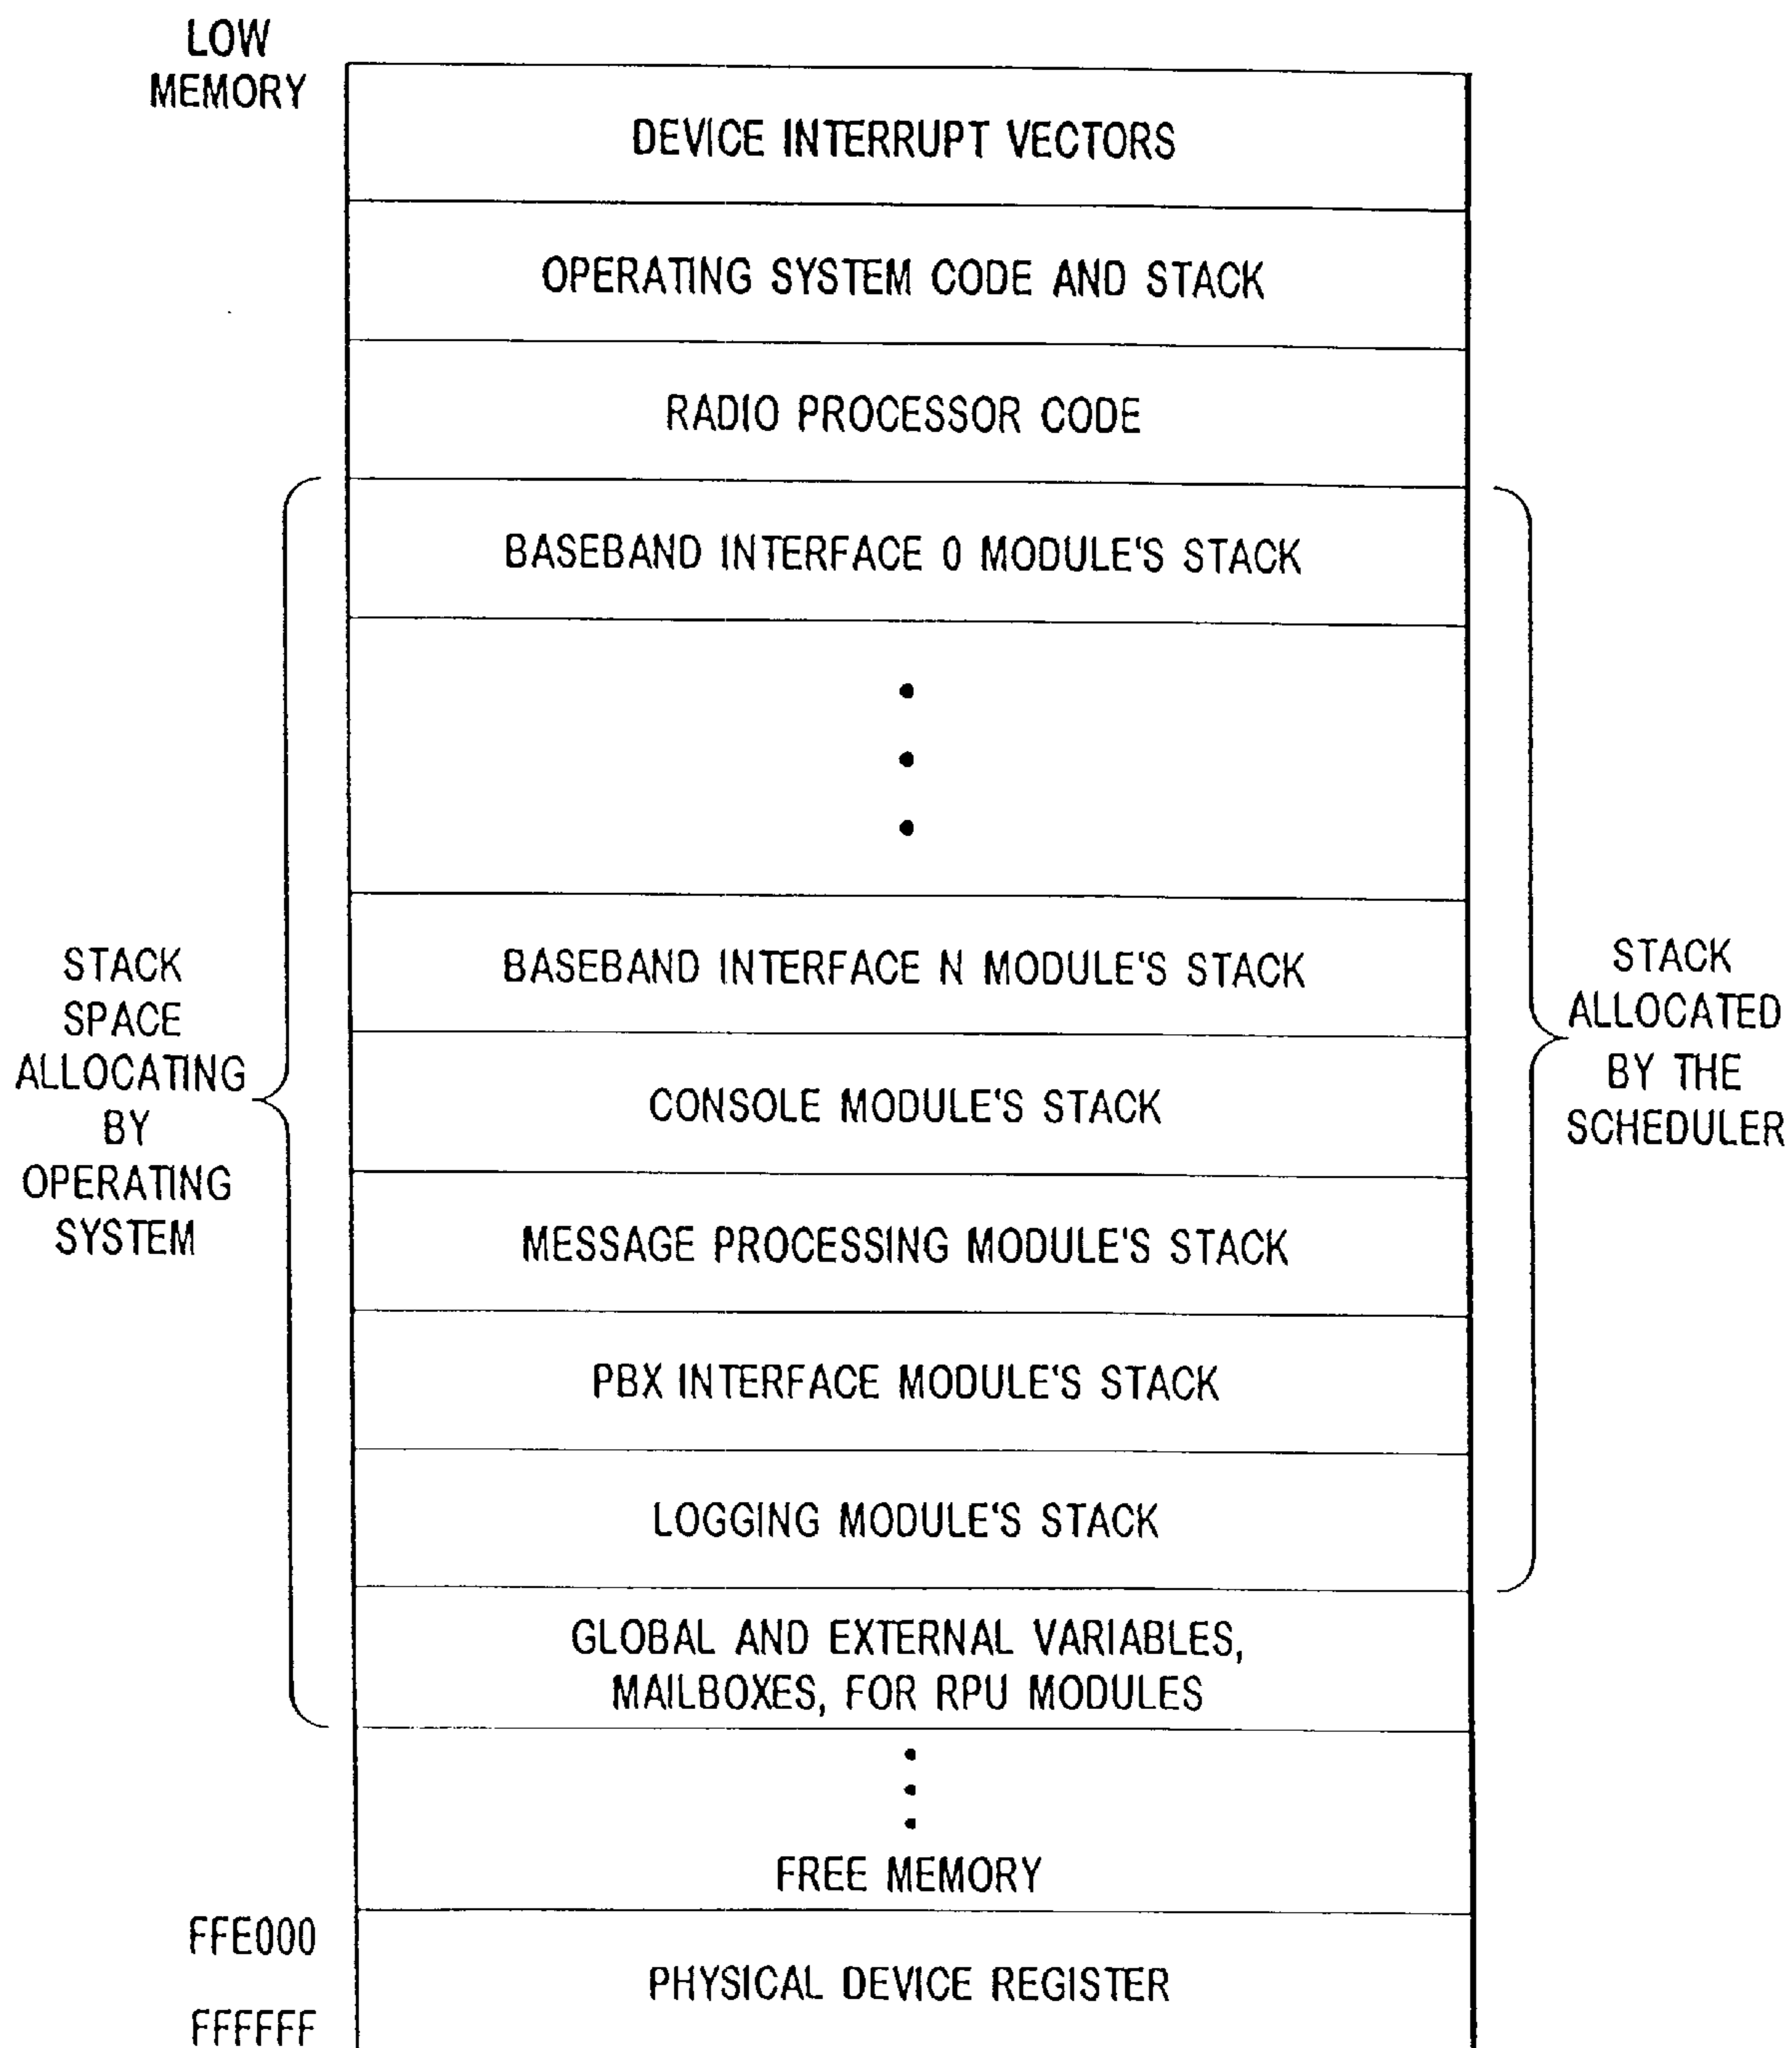 LOW
MEMORY
DEVICE INTERRUPT VECTORS
OPERATING SYSTEM CODE AND STACK
RADIO PROCESSOR CODE
BASEBAND INTERFACE 0 MODULE'S STACK
BASEBAND INTERFACE N MODULE'S STACK
CONSOLE MODULE'S STACK
MESSAGE PROCESSING MODULE'S STACK
PBX INTERFACE MODULE'S STACK
LOGGING MODULE'S STACK
GLOBAL AND EXTERNAL VARIABLES,
MAILBOXES, FOR RPU MODULES
FREE MEMORY
PHYSICAL DEVICE REGISTER
STACK
SPACE
ALLOCATING
BY
OPERATING
SYSTEM
STACK
ALLOCATED
BY THE
SCHEDULER
FFE000
FFFFFF